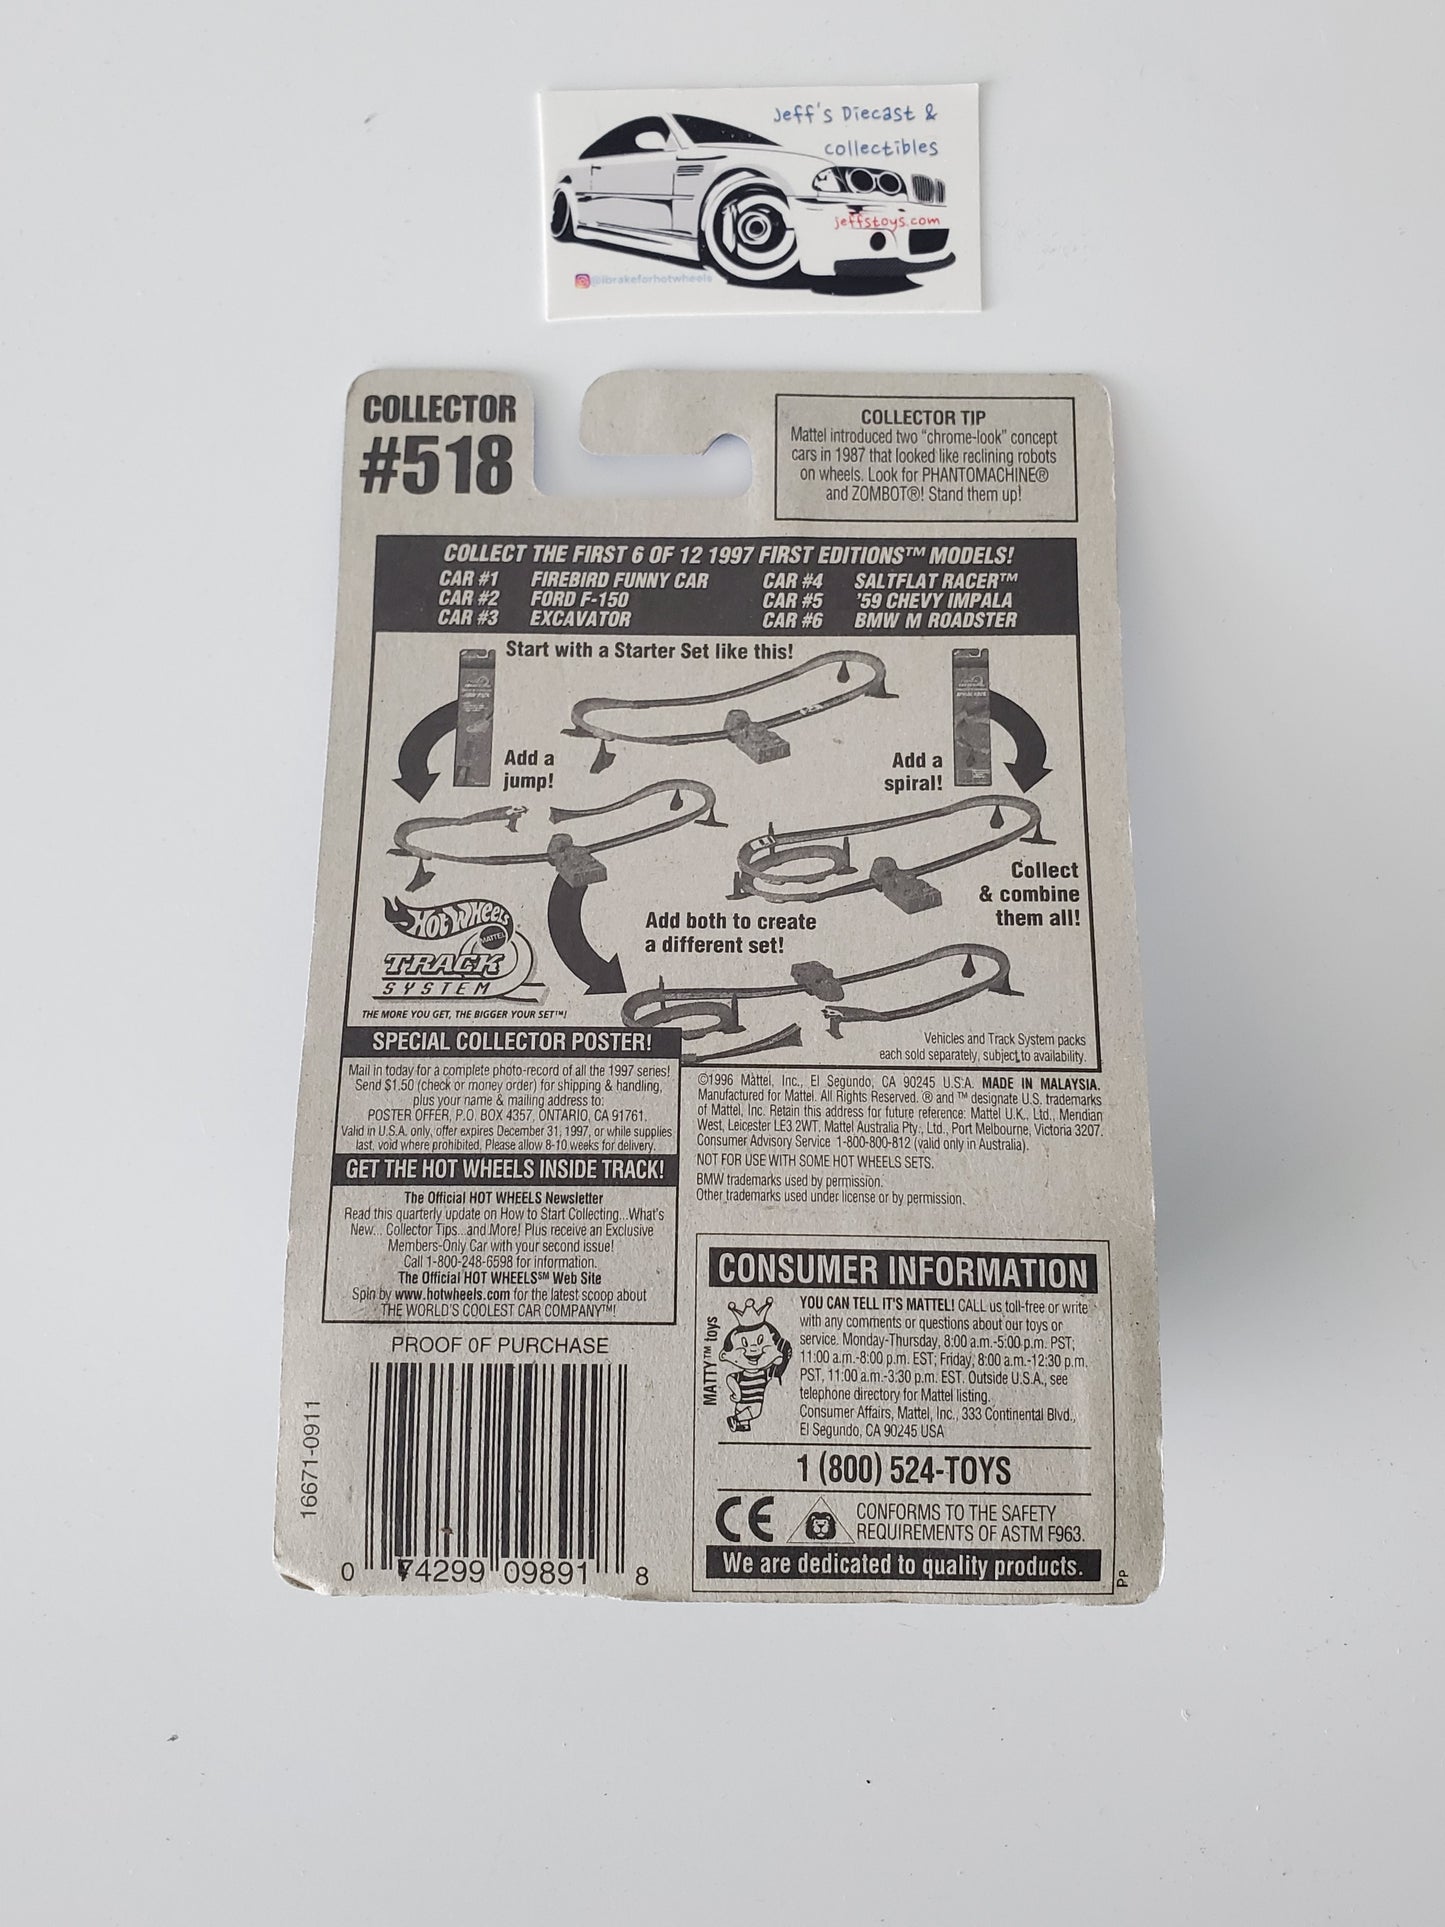 Jeff's Diecast &
collectibles
jeffstoys.com
@ibrakeforhotwheels
COLLECTOR
#518
COLLECTOR TIP
Mattel introduced two "chrome-look" concept
cars in 1987 that looked like reclining robots
on wheels. Look for PHANTOMACHINE®
and ZOMBOT®! Stand them up!
COLLECT THE FIRST 6 OF 12 1997 FIRST EDITIONS™ MODELS!
CAR #1 FIREBIRD FUNNY CAR CAR #4 SALTFLAT RACER™
CAR #2 FORD F-150 CAR #5 '59 CHEVY IMPALA
CAR #3 EXCAVATOR CAR #6 BMW M ROADSTER
Start with a Starter Set like this!
Add a
jump!
Add a
spiral!
Collect
& combine
them all!
Add both to create
a different set!
HOT WHEELS
MATTEL
TRACK
SYSTEM
THE MORE YOU GET, THE BIGGER YOUR SET™!
Vehicles and Track System packs
each sold separately, subject to availability.
SPECIAL COLLECTOR POSTER!
Mail in today for a complete photo-record of all the 1997 series!
Send $1.50 (check or money order) for shipping & handling,
plus your name & mailing address to:
POSTER OFFER, P.O. BOX 4357, ONTARIO, CA 91761.
Valid in U.S.A. only, offer expires December 31, 1997, or while supplies
last, void where prohibited. Please allow 8-10 weeks for delivery.
GET THE HOT WHEELS INSIDE TRACK!
The Official HOT WHEELS Newsletter
Read this quarterly update on How to Start Collecting...What's
New... Collector Tips...and More! Plus receive an Exclusive
Members-Only Car with your second issue!
Call 1-800-248-6598 for information.
The Official HOT WHEELS℠ Web Site
Spin by www.hotwheels.com for the latest scoop about
THE WORLD'S COOLEST CAR COMPANY™!
©1996 Mattel, Inc., El Segundo, CA 90245 U.S.A. MADE IN MALAYSIA.
Manufactured for Mattel. All Rights Reserved. ® and ™ designate U.S. trademarks
of Mattel, Inc. Retain this address for future reference: Mattel U.K., Ltd., Meridian
West, Leicester LE3 2WT. Mattel Australia Pty., Ltd., Port Melbourne, Victoria 3207.
Consumer Advisory Service 1-800-800-812 (valid only in Australia).
NOT FOR USE WITH SOME HOT WHEELS SETS.
BMW trademarks used by permission.
Other trademarks used under license or by permission.
CONSUMER INFORMATION
MATTY™ toys
YOU CAN TELL IT'S MATTEL! CALL us toll-free or write
with any comments or questions about our toys or
service. Monday-Thursday, 8:00 a.m.-5:00 p.m. PST;
11:00 a.m.-8:00 p.m. EST; Friday, 8:00 a.m.-12:30 p.m.
PST, 11:00 a.m.-3:30 p.m. EST. Outside U.S.A., see
telephone directory for Mattel listing.
Consumer Affairs, Mattel, Inc., 333 Continental Blvd.,
El Segundo, CA 90245 USA
1 (800) 524-TOYS
CE
CONFORMS TO THE SAFETY
REQUIREMENTS OF ASTM F963.
We are dedicated to quality products.
PP
PROOF OF PURCHASE
16671-0911
0 74299 09891 8